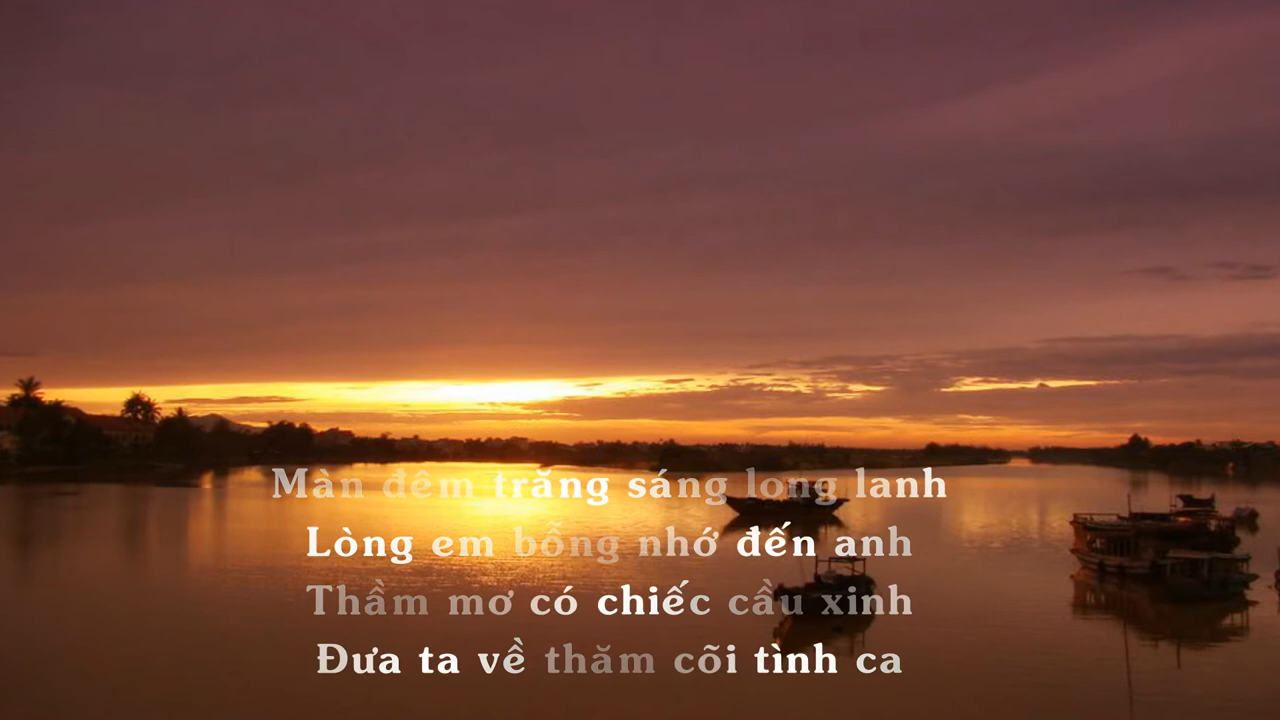 Màn đêm trăng sáng long lanh
Lòng em bỗng nhớ đến anh
Thầm mơ có chiếc cầu xinh
Đưa ta về thăm cõi tình ca